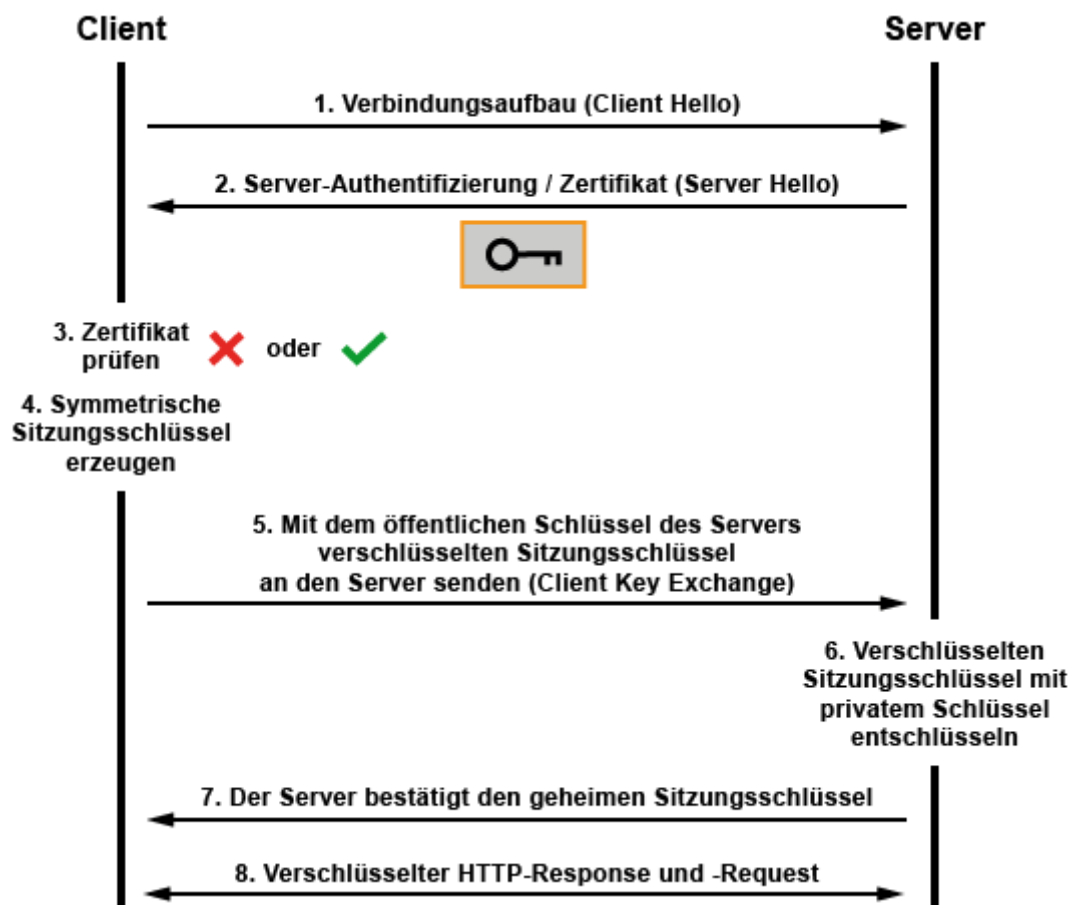 Client
Server
1. Verbindungsaufbau (Client Hello)
2. Server-Authentifizierung / Zertifikat (Server Hello)
3. Zertifikat
prüfen
oder
4. Symmetrische
Sitzungsschlüssel
erzeugen
5. Mit dem öffentlichen Schlüssel des Servers
verschlüsselten Sitzungsschlüssel
an den Server senden (Client Key Exchange)
6. Verschlüsselten
Sitzungsschlüssel mit
privatem Schlüssel
entschlüsseln
7. Der Server bestätigt den geheimen Sitzungsschlüssel
8. Verschlüsselter HTTP-Response und -Request